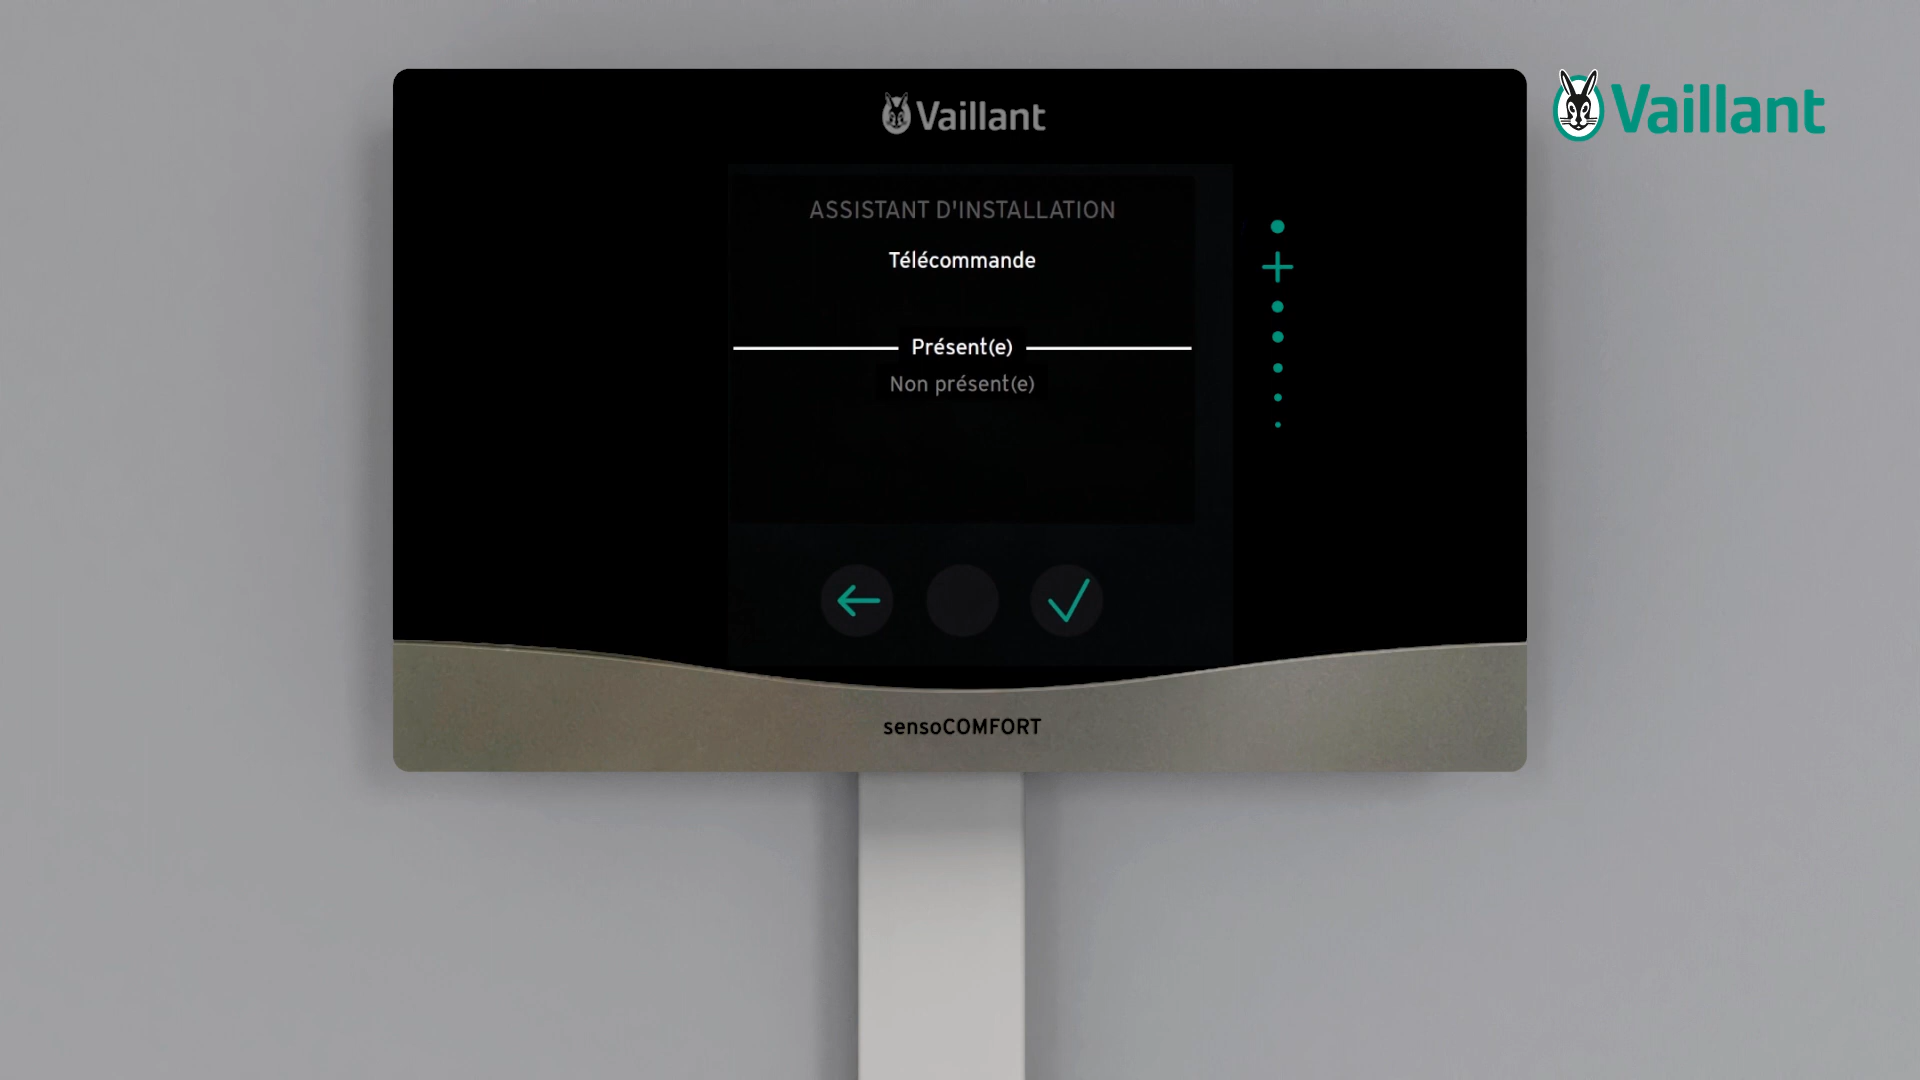 Vaillant
Vaillant
ASSISTANT D'INSTALLATION
Télécommande
Présent(e)
Non présent(e)
sensoCOMFORT